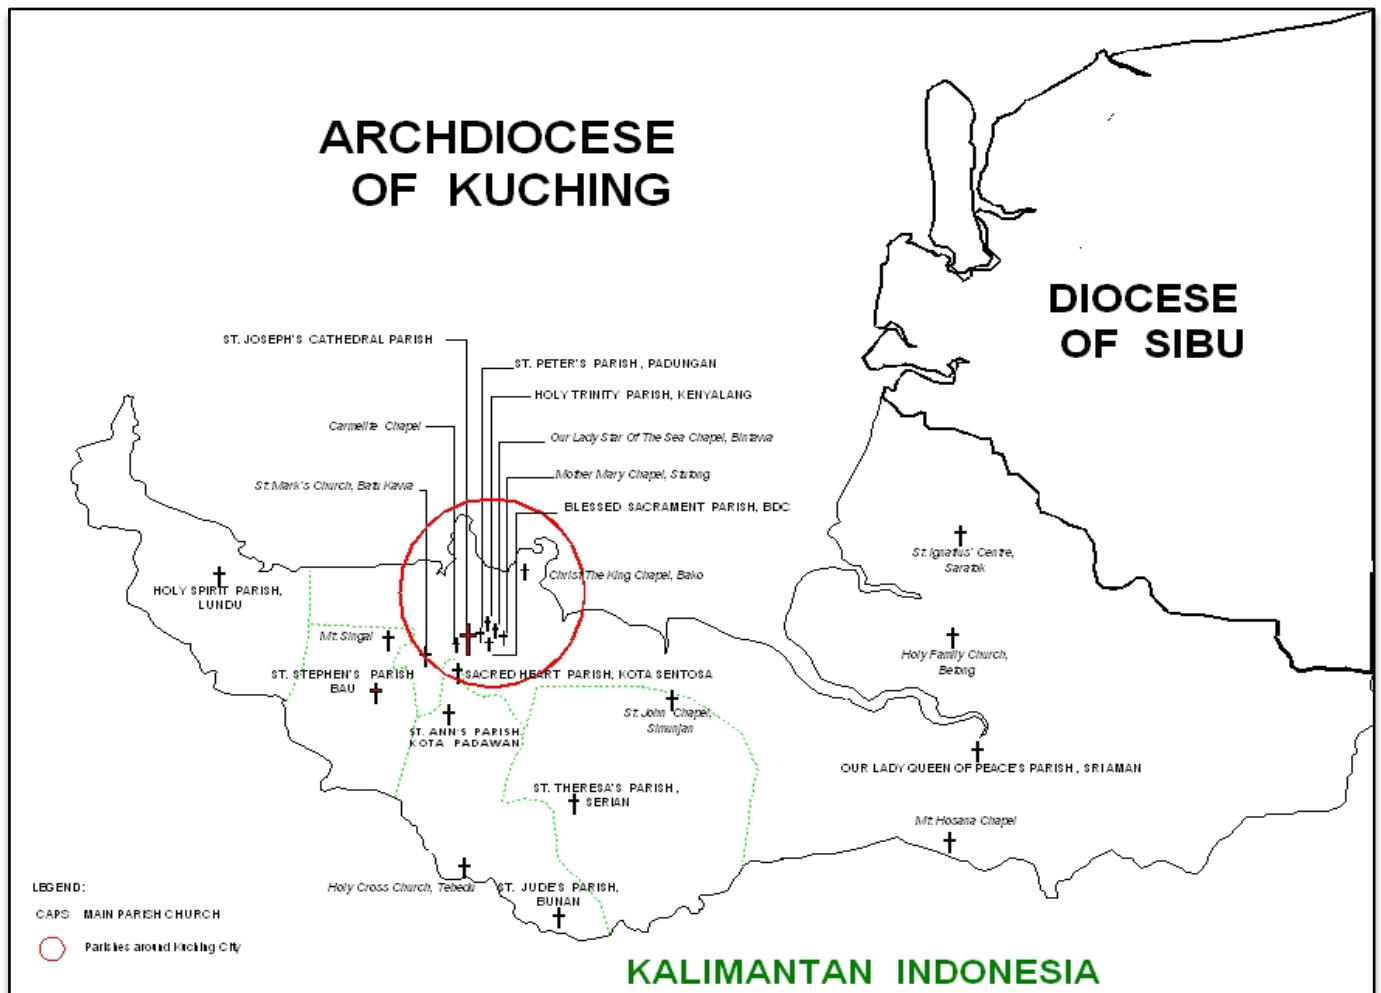 ARCHDIOCESE
OF KUCHING
DIOCESE
OF SIBU
ST. JOSEPH'S CATHEDRAL PARISH
ST. PETER'S PARISH, PADUNGAN
HOLY TRINITY PARISH, KENYALANG
Carmelite Chapel
Our Lady Star Of The Sea Chapel, Bintawa
Mother Mary Chapel, Stutong
St. Mark's Church, Batu Kawa
BLESSED SACRAMENT PARISH, BDC
Christ The King Chapel, Bako
HOLY SPIRIT PARISH,
LUNDU
Mt. Singai
ST. STEPHEN'S PARISH
BAU
SACRED HEART PARISH, KOTA SENTOSA
ST. ANN'S PARISH,
KOTA PADAWAN
St. John Chapel,
Simunjan
St. Ignatius' Centre,
Saratok
Holy Family Church,
Betong
OUR LADY QUEEN OF PEACE'S PARISH, SRI AMAN
ST. THERESA'S PARISH,
SERIAN
Mt. Hosana Chapel
Holy Cross Church, Tebedu
ST. JUDE'S PARISH,
BUNAN
LEGEND:
CAPS MAIN PARISH CHURCH
Parishes around Kuching City
KALIMANTAN INDONESIA